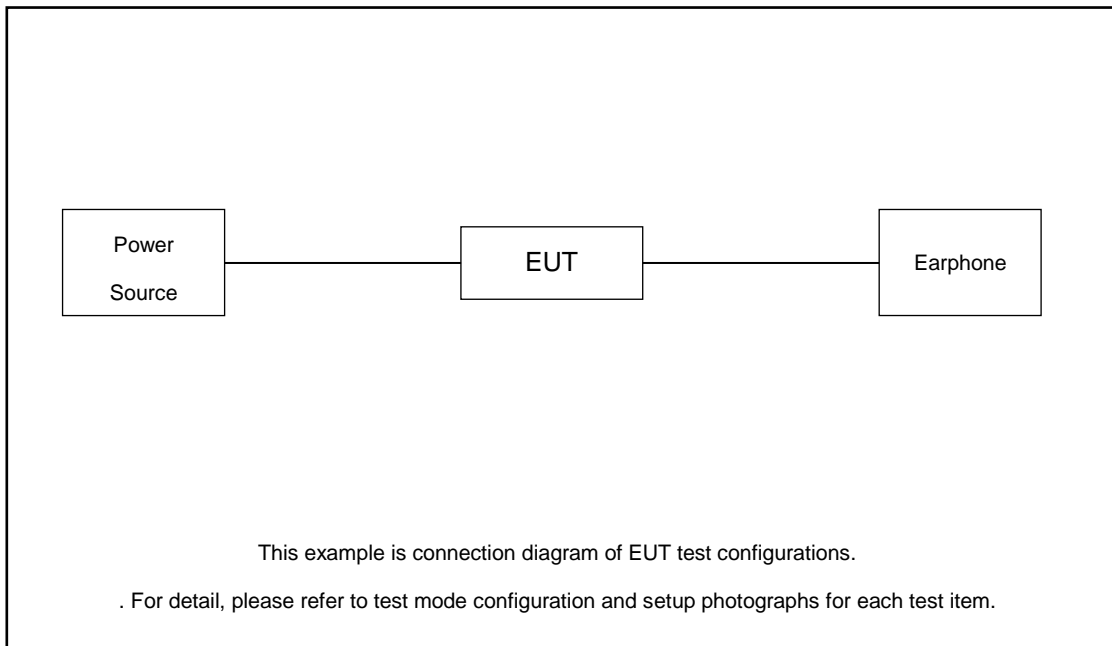 Power
Source
EUT
Earphone
This example is connection diagram of EUT test configurations.
. For detail, please refer to test mode configuration and setup photographs for each test item.